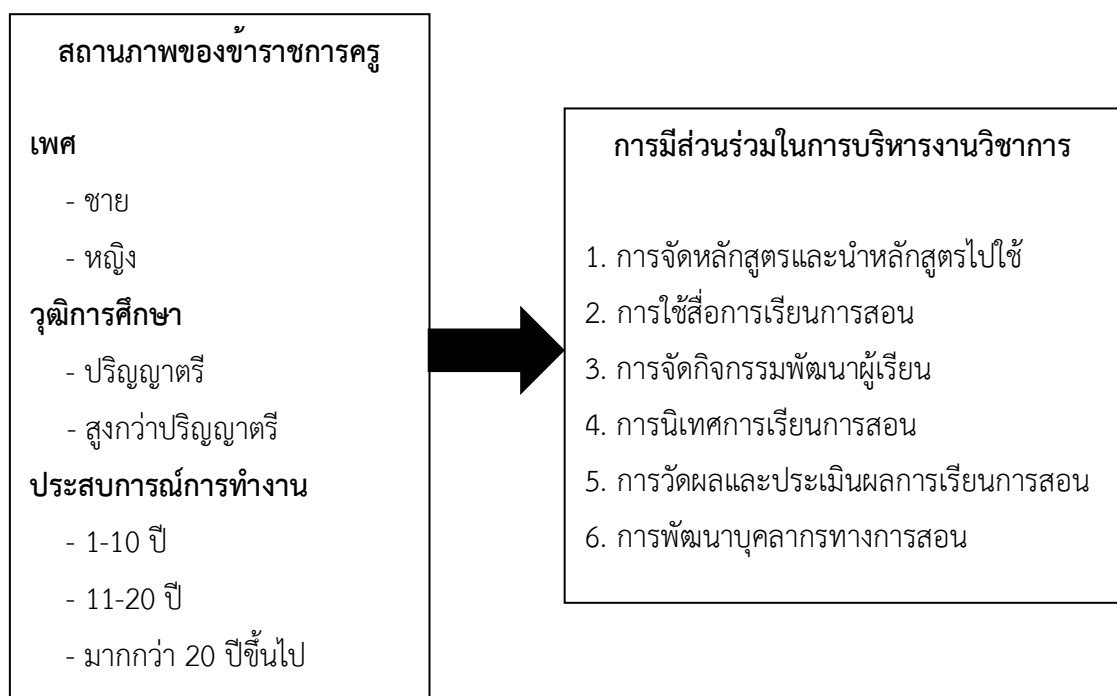 สถานภาพของข้าราชการครู
เพศ
- ชาย
- หญิง
วุฒิการศึกษา
- ปริญญาตรี
- สูงกว่าปริญญาตรี
ประสบการณ์การทำงาน
- 1-10 ปี
- 11-20 ปี
- มากกว่า 20 ปีขึ้นไป
การมีส่วนร่วมในการบริหารงานวิชาการ
1. การจัดหลักสูตรและนำหลักสูตรไปใช้
2. การใช้สื่อการเรียนการสอน
3. การจัดกิจกรรมพัฒนาผู้เรียน
4. การนิเทศการเรียนการสอน
5. การวัดผลและประเมินผลการเรียนการสอน
6. การพัฒนาบุคลากรทางการสอน